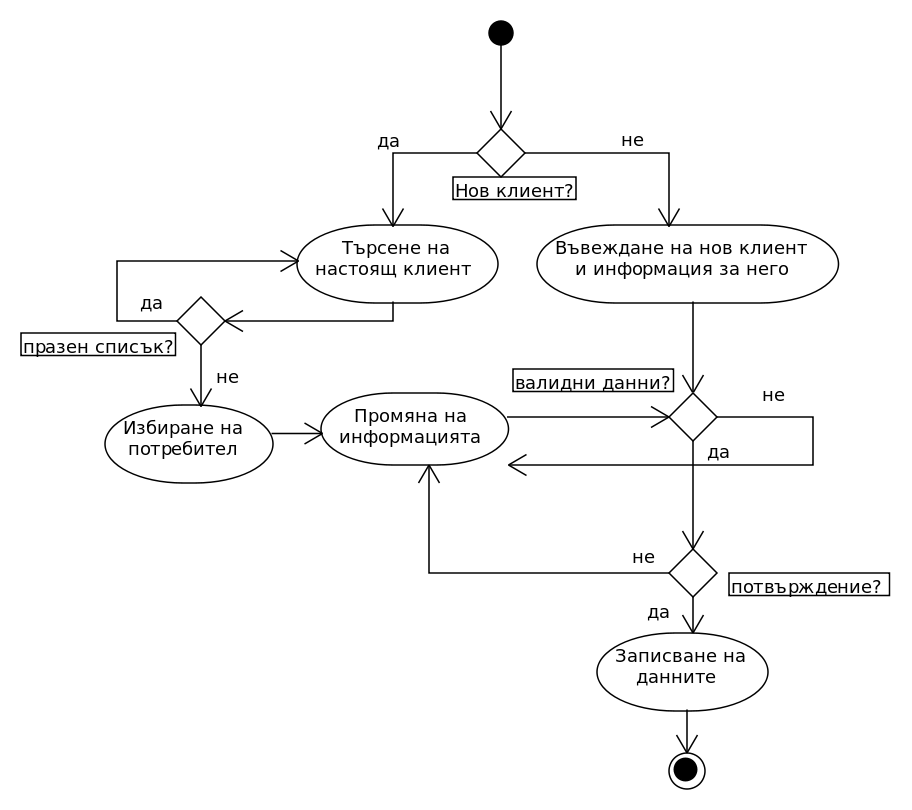 да
не
Нов клиент?
Търсене на
настоящ клиент
Въвеждане на нов клиент
и информация за него
да
празен списък?
не
валидни данни?
не
Избиране на
потребител
Промяна на
информацията
да
не
потвърждение?
да
Записване на
данните